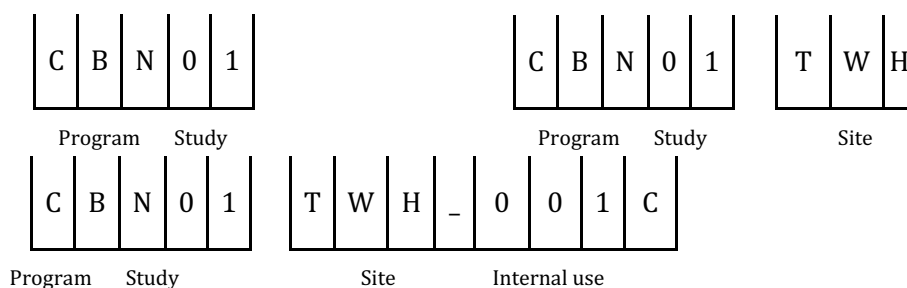 C B N 0 1 C B N 0 1 T W H
Program Study Program Study Site
C B N 0 1 T W H _ 0 0 1 C
Program Study Site Internal use